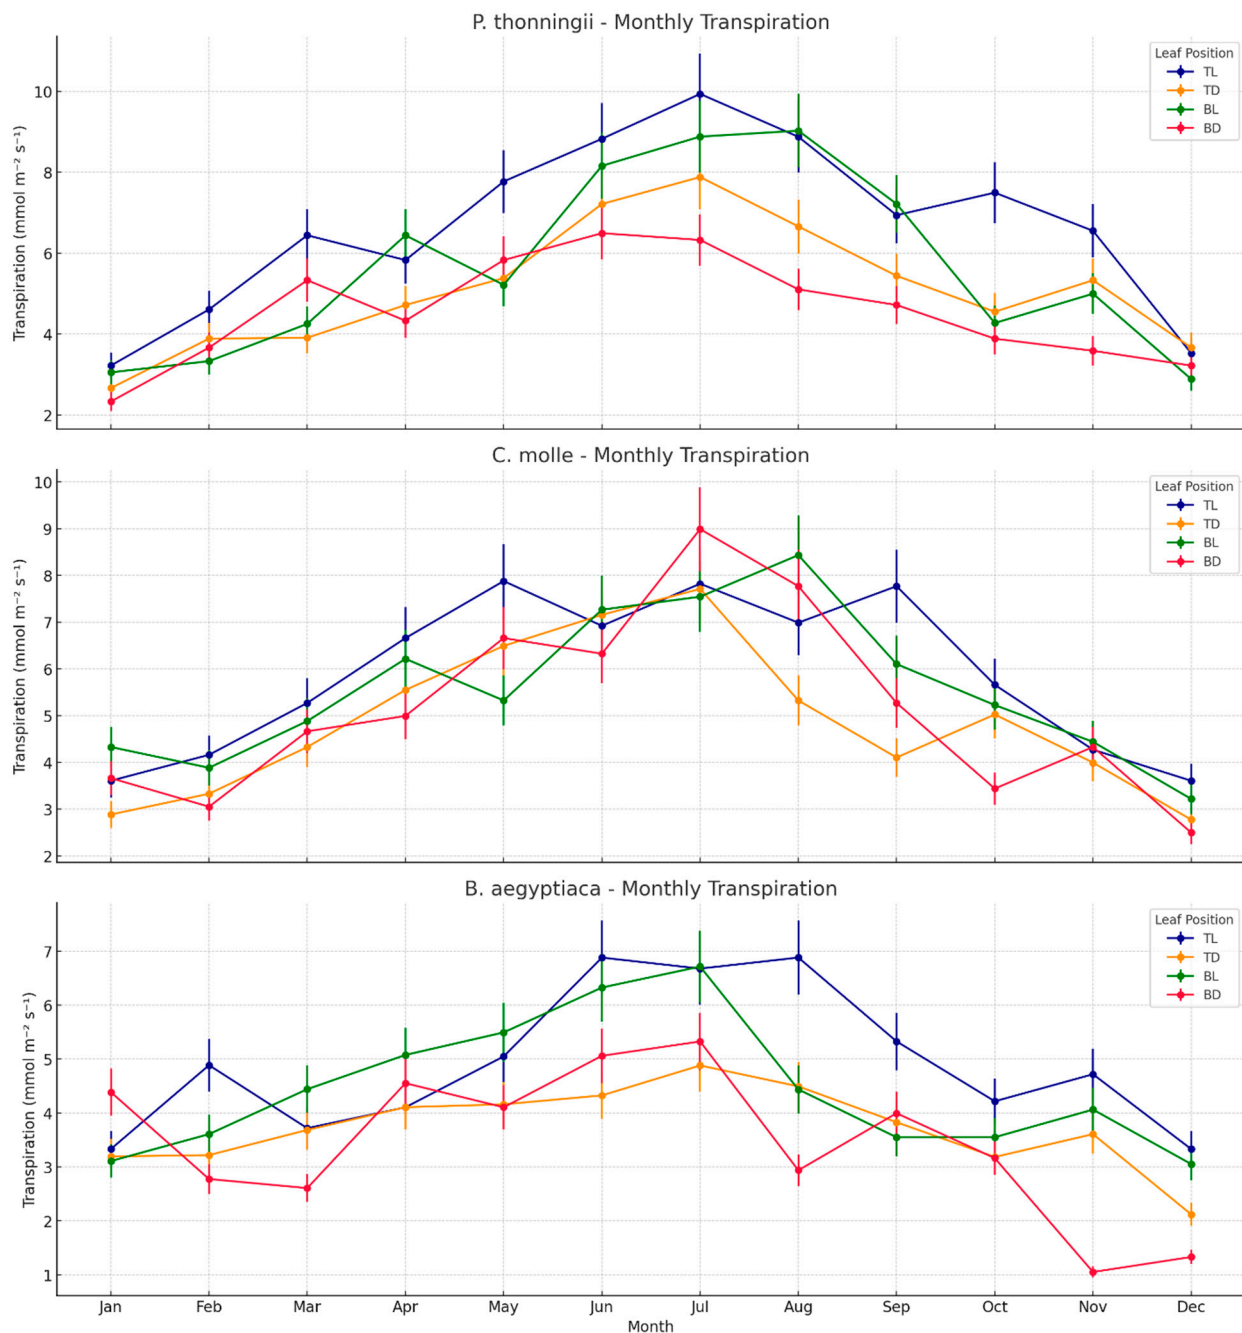 P. thonningii - Monthly Transpiration
Transpiration (mmol m⁻² s⁻¹)
10
8
6
4
2
Leaf Position
TL
TD
BL
BD
C. molle - Monthly Transpiration
Transpiration (mmol m⁻² s⁻¹)
10
9
8
7
6
5
4
3
2
Leaf Position
TL
TD
BL
BD
B. aegyptiaca - Monthly Transpiration
Transpiration (mmol m⁻² s⁻¹)
7
6
5
4
3
2
1
Leaf Position
TL
TD
BL
BD
Jan Feb Mar Apr May Jun Jul Aug Sep Oct Nov Dec
Month